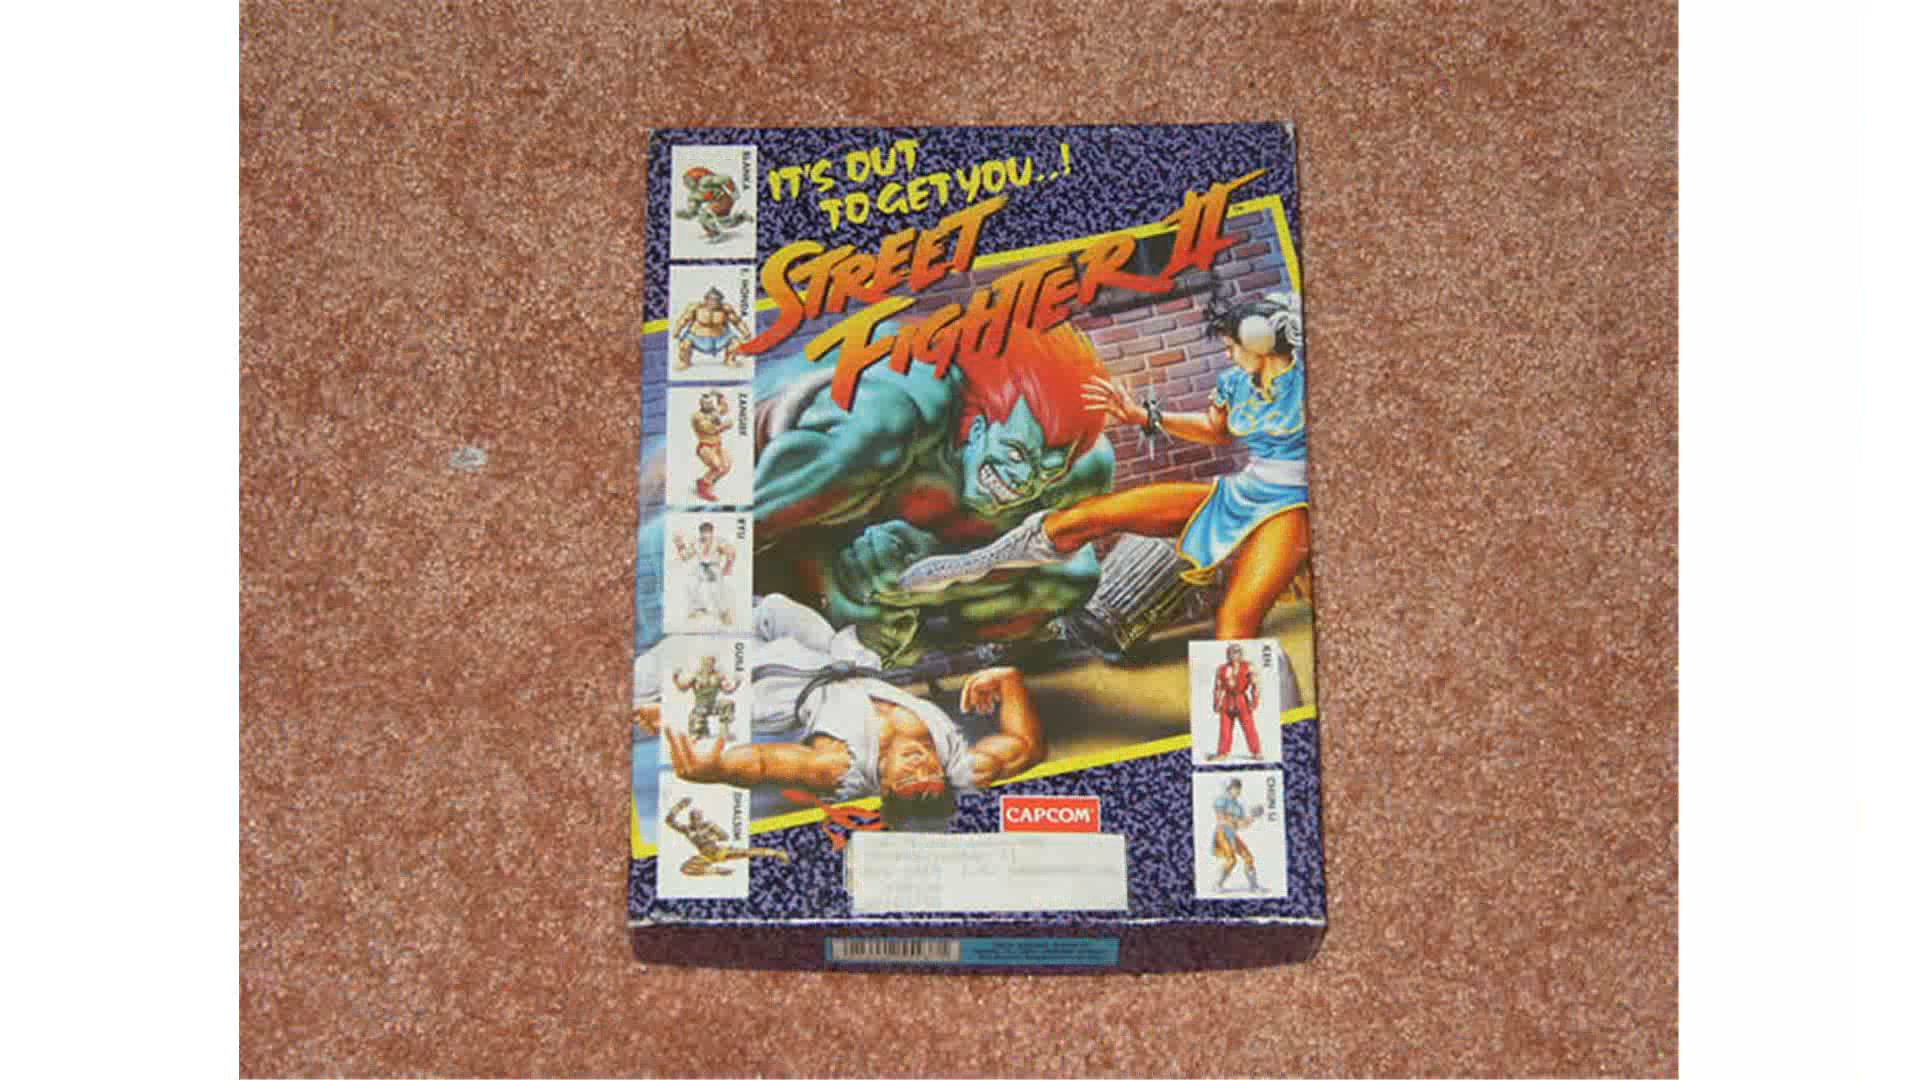 BLANKA
IT'S OUT
TO GET YOU..!
STREET
FIGHTER II
E. HONDA
ZANGIEF
RYU
GUILE
DHALSIM
KEN
CHUN LI
CAPCOM